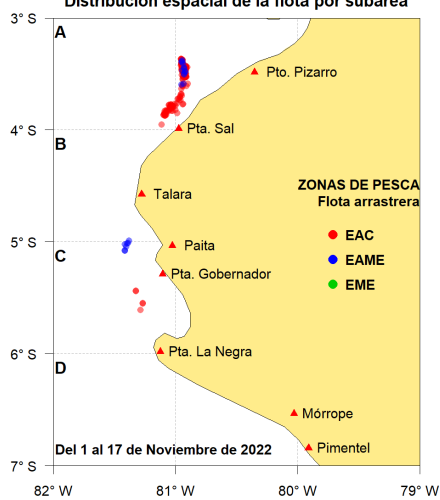 Distribución espacial de la flota por subárea
3° S
A
Pto. Pizarro
4° S
Pta. Sal
B
ZONAS DE PESCA
Talara
Flota arrastrera
EAC
5° S
Paita
C
EAME
Pta. Gobernador
EME
6° S
Pta. La Negra
D
Mórrope
Pimentel
Del 1 al 17 de Noviembre de 2022
7° S
82° W
81° W
80° W
79° W